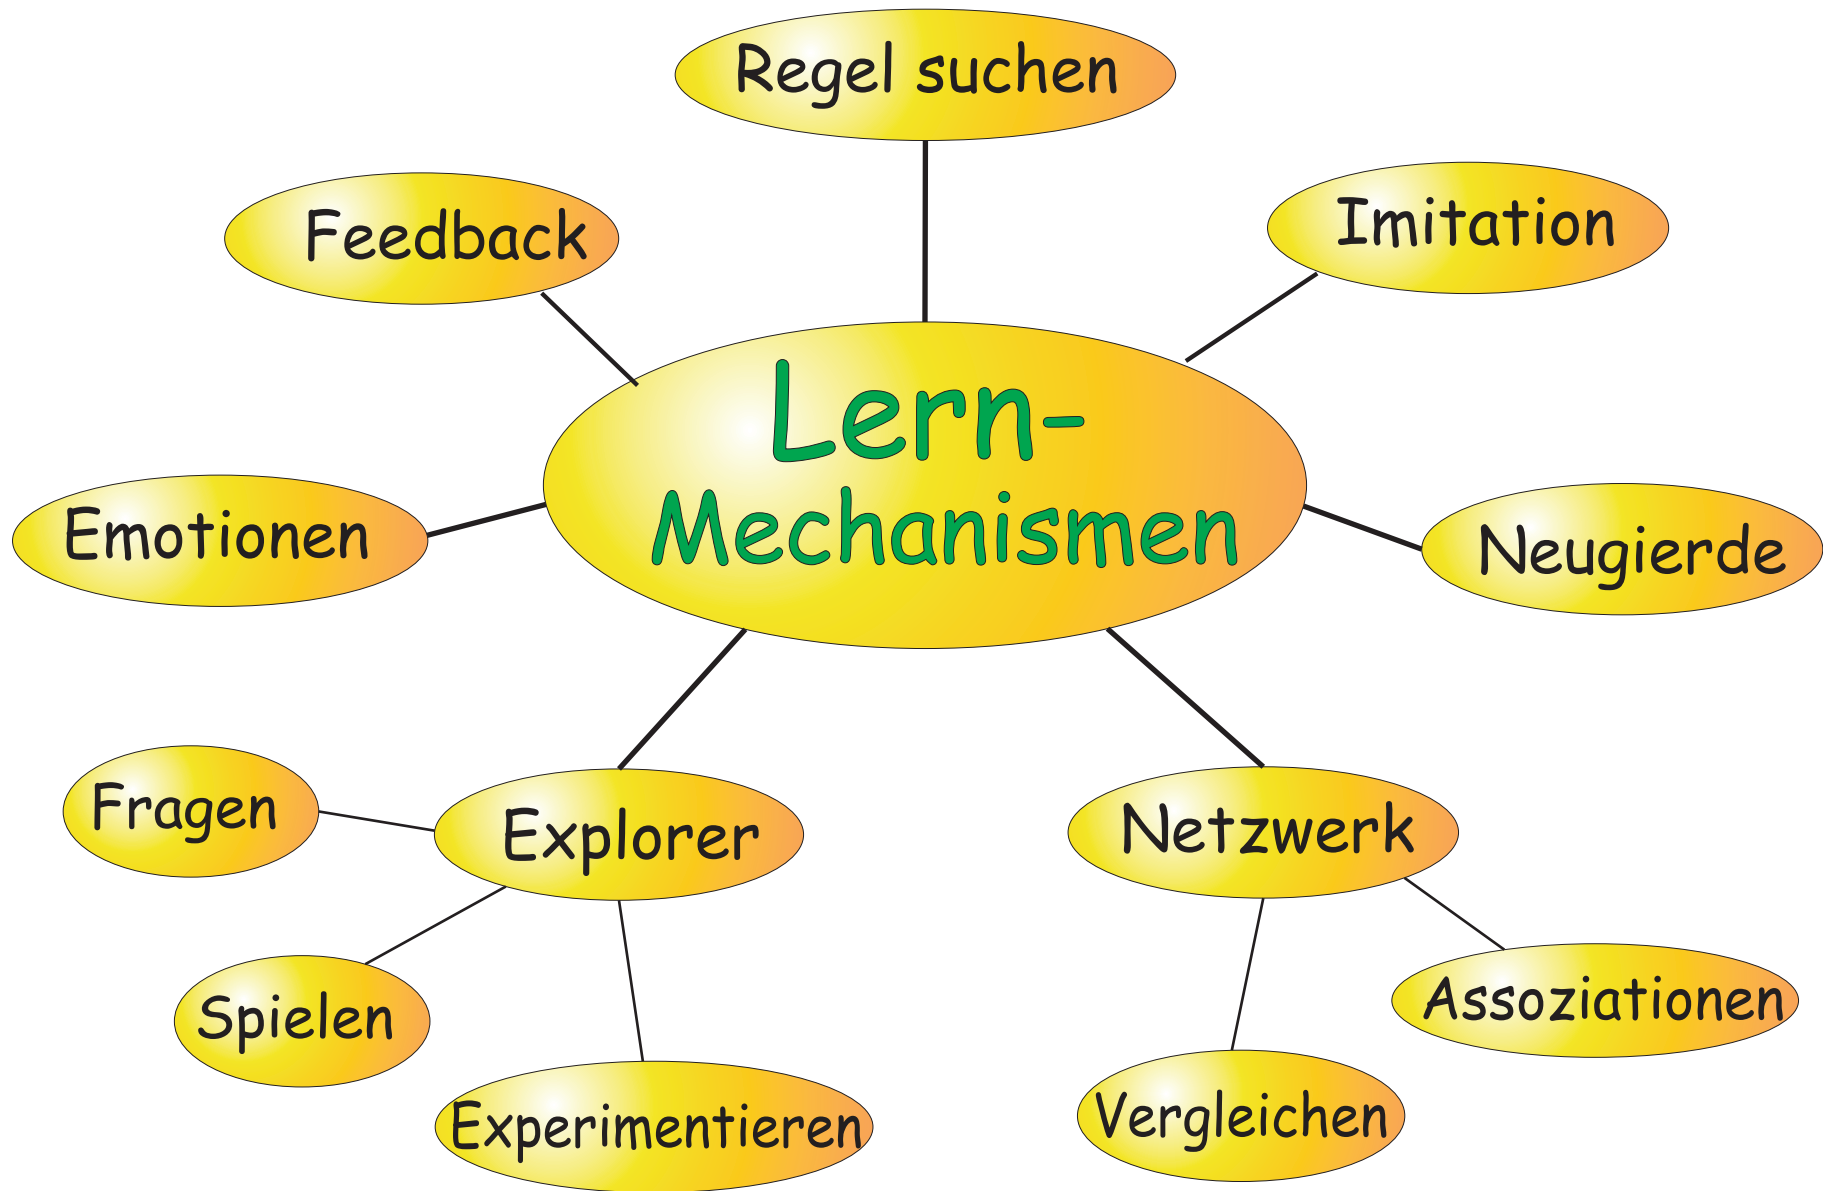 Regel suchen
Feedback
Imitation
Lern-
Mechanismen
Emotionen
Neugierde
Fragen
Explorer
Netzwerk
Spielen
Assoziationen
Experimentieren
Vergleichen